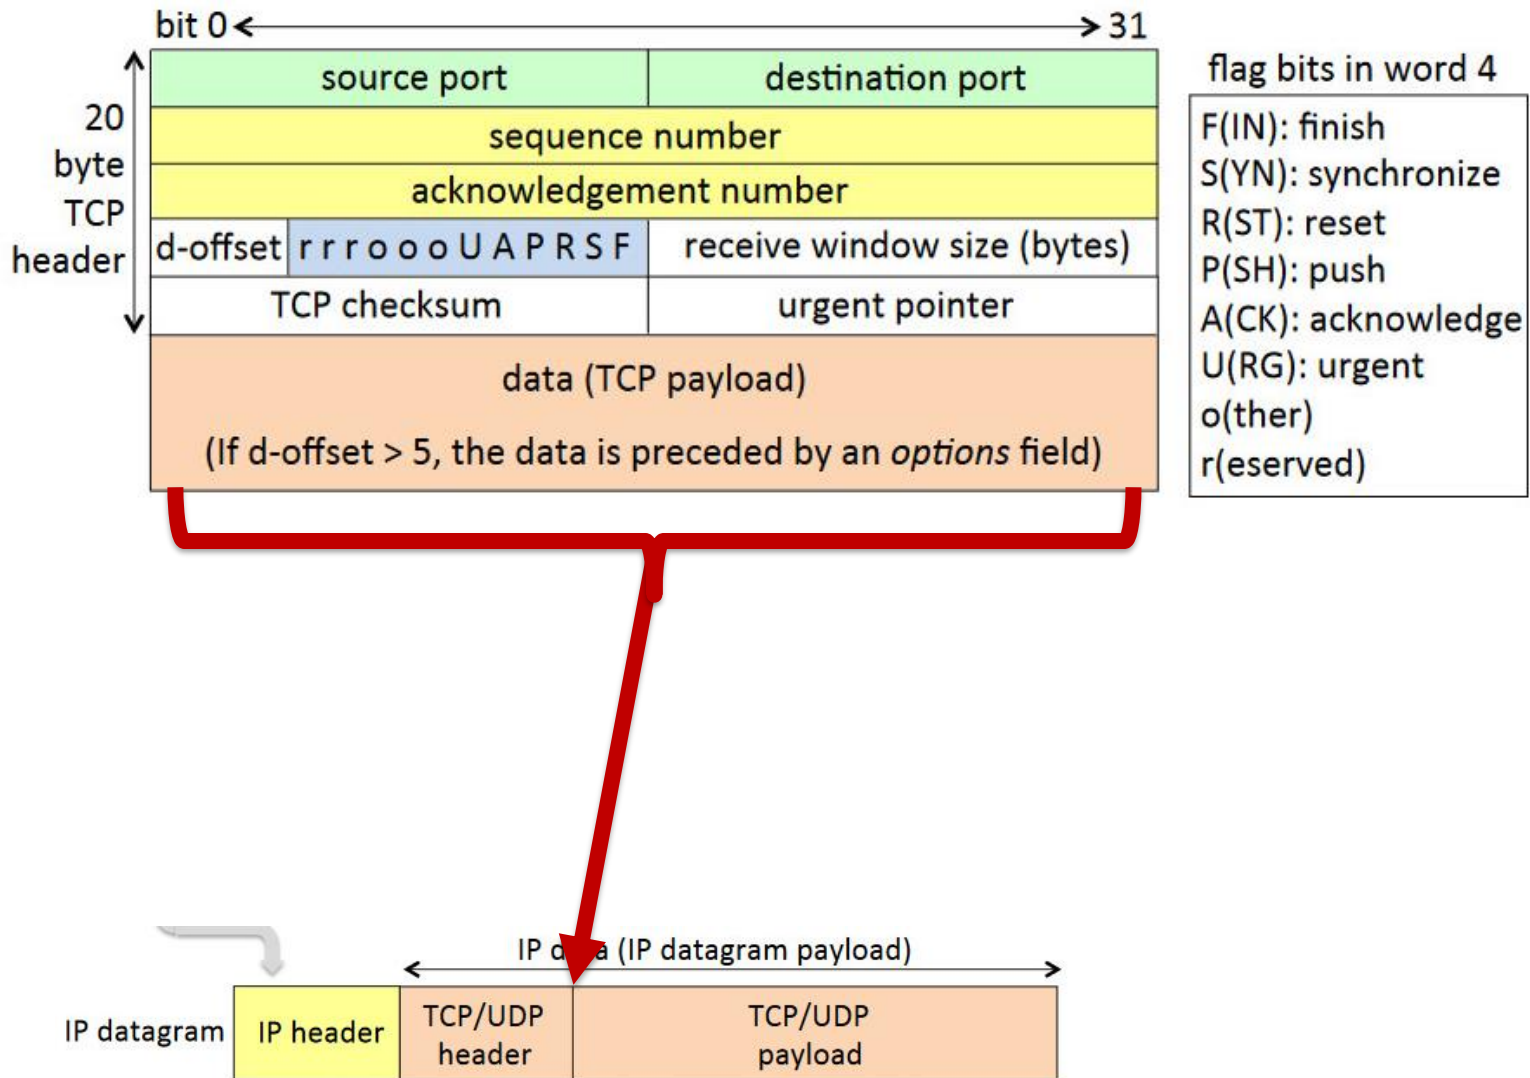 bit 0 31
20
byte
TCP
header
source port destination port
sequence number
acknowledgement number
d-offset r r r o o o U A P R S F receive window size (bytes)
TCP checksum urgent pointer
data (TCP payload)
(If d-offset > 5, the data is preceded by an options field)
flag bits in word 4
F(IN): finish
S(YN): synchronize
R(ST): reset
P(SH): push
A(CK): acknowledge
U(RG): urgent
o(ther)
r(eserved)
IP data (IP datagram payload)
IP datagram
IP header
TCP/UDP
header
TCP/UDP
payload